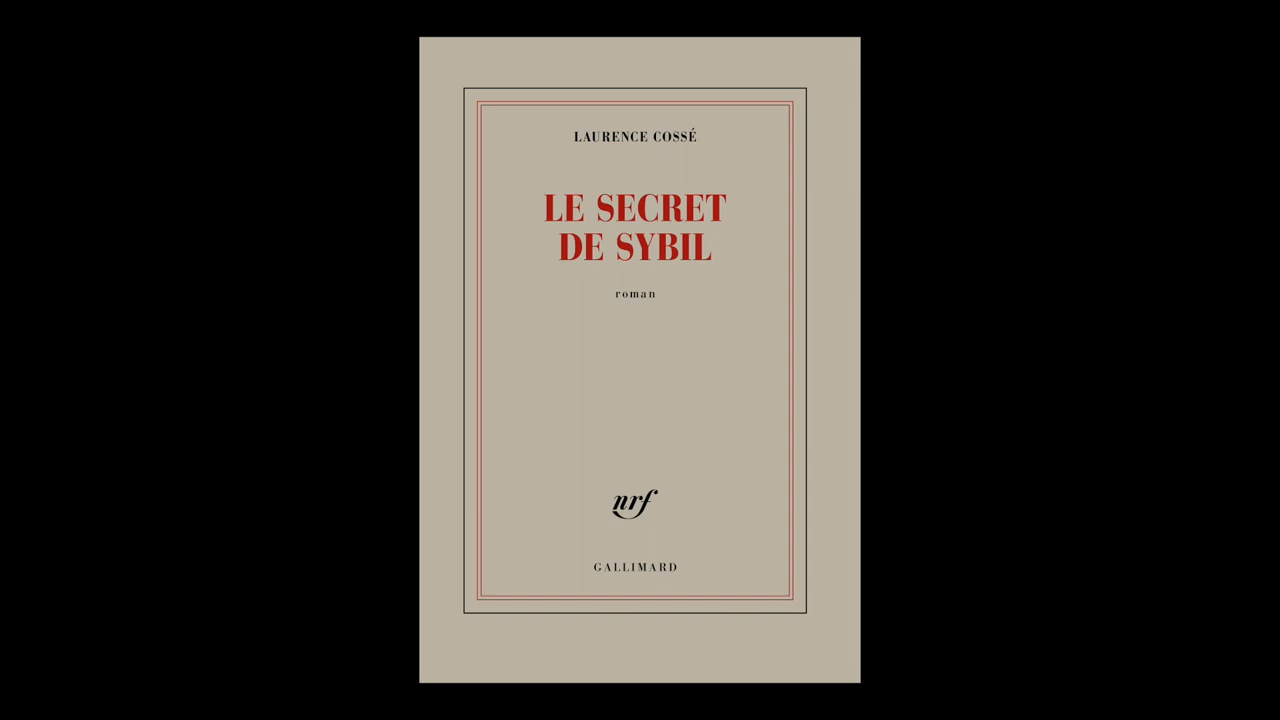 LAURENCE COSSÉ
LE SECRET
DE SYBIL
roman
nrf
GALLIMARD